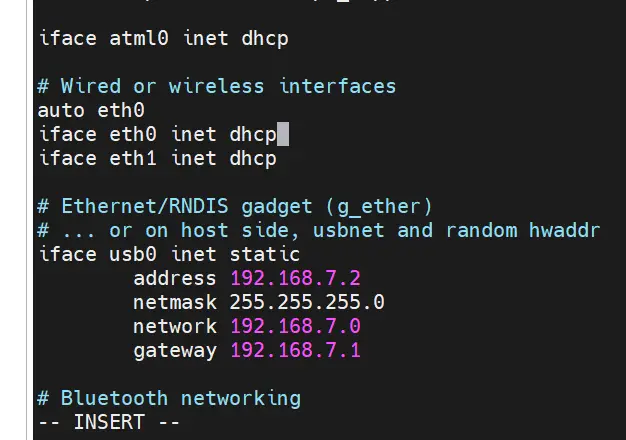 iface atml0 inet dhcp
# Wired or wireless interfaces
auto eth0
iface eth0 inet dhcp
iface eth1 inet dhcp
# Ethernet/RNDIS gadget (g_ether)
# ... or on host side, usbnet and random hwaddr
iface usb0 inet static
address 192.168.7.2
netmask 255.255.255.0
network 192.168.7.0
gateway 192.168.7.1
# Bluetooth networking
-- INSERT --